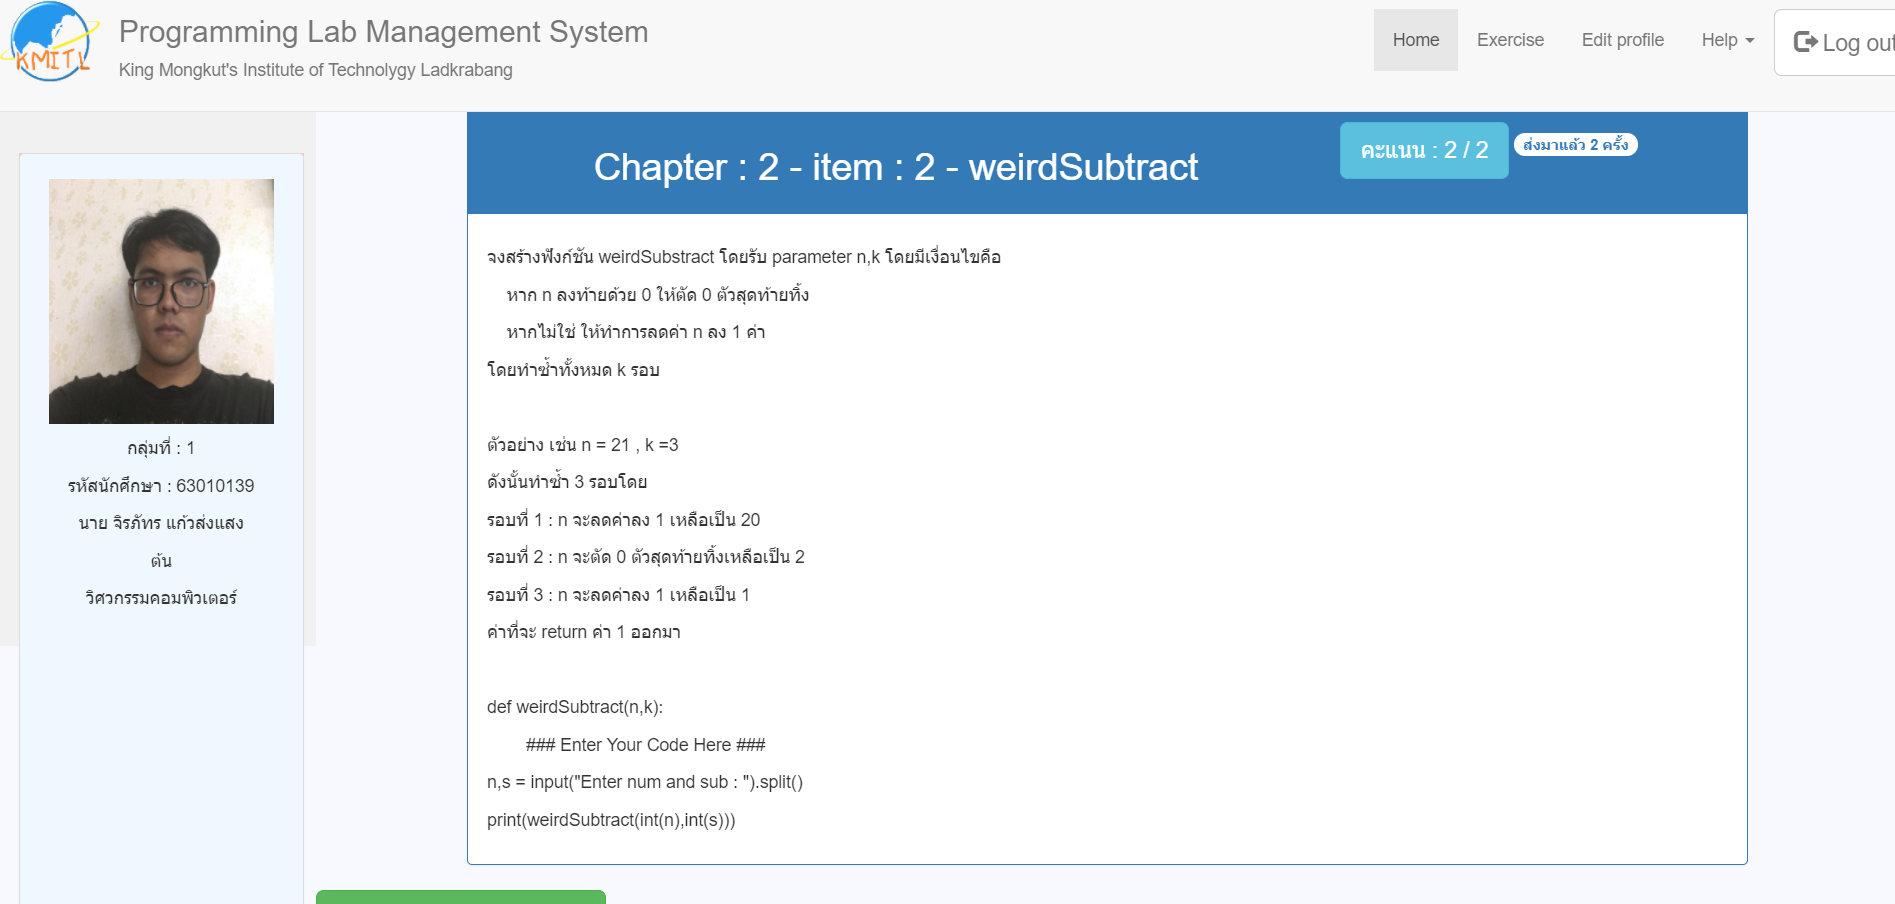 KMITL
Programming Lab Management System
King Mongkut's Institute of Technolygy Ladkrabang
Home Exercise Edit profile Help Log out
Chapter : 2 - item : 2 - weirdSubtract
คะแนน : 2 / 2
ส่งมาแล้ว 2 ครั้ง
กลุ่มที่ : 1
รหัสนักศึกษา : 63010139
นาย จิรภัทร แก้วส่งแสง
ต้น
วิศวกรรมคอมพิวเตอร์
จงสร้างฟังก์ชัน weirdSubstract โดยรับ parameter n,k โดยมีเงื่อนไขคือ
หาก n ลงท้ายด้วย 0 ให้ตัด 0 ตัวสุดท้ายทิ้ง
หากไม่ใช่ ให้ทำการลดค่า n ลง 1 ค่า
โดยทำซ้ำทั้งหมด k รอบ
ตัวอย่าง เช่น n = 21 , k =3
ดังนั้นทำซ้ำ 3 รอบโดย
รอบที่ 1 : n จะลดค่าลง 1 เหลือเป็น 20
รอบที่ 2 : n จะตัด 0 ตัวสุดท้ายทิ้งเหลือเป็น 2
รอบที่ 3 : n จะลดค่าลง 1 เหลือเป็น 1
ค่าที่จะ return ค่า 1 ออกมา
def weirdSubtract(n,k):
### Enter Your Code Here ###
n,s = input("Enter num and sub : ").split()
print(weirdSubtract(int(n),int(s)))